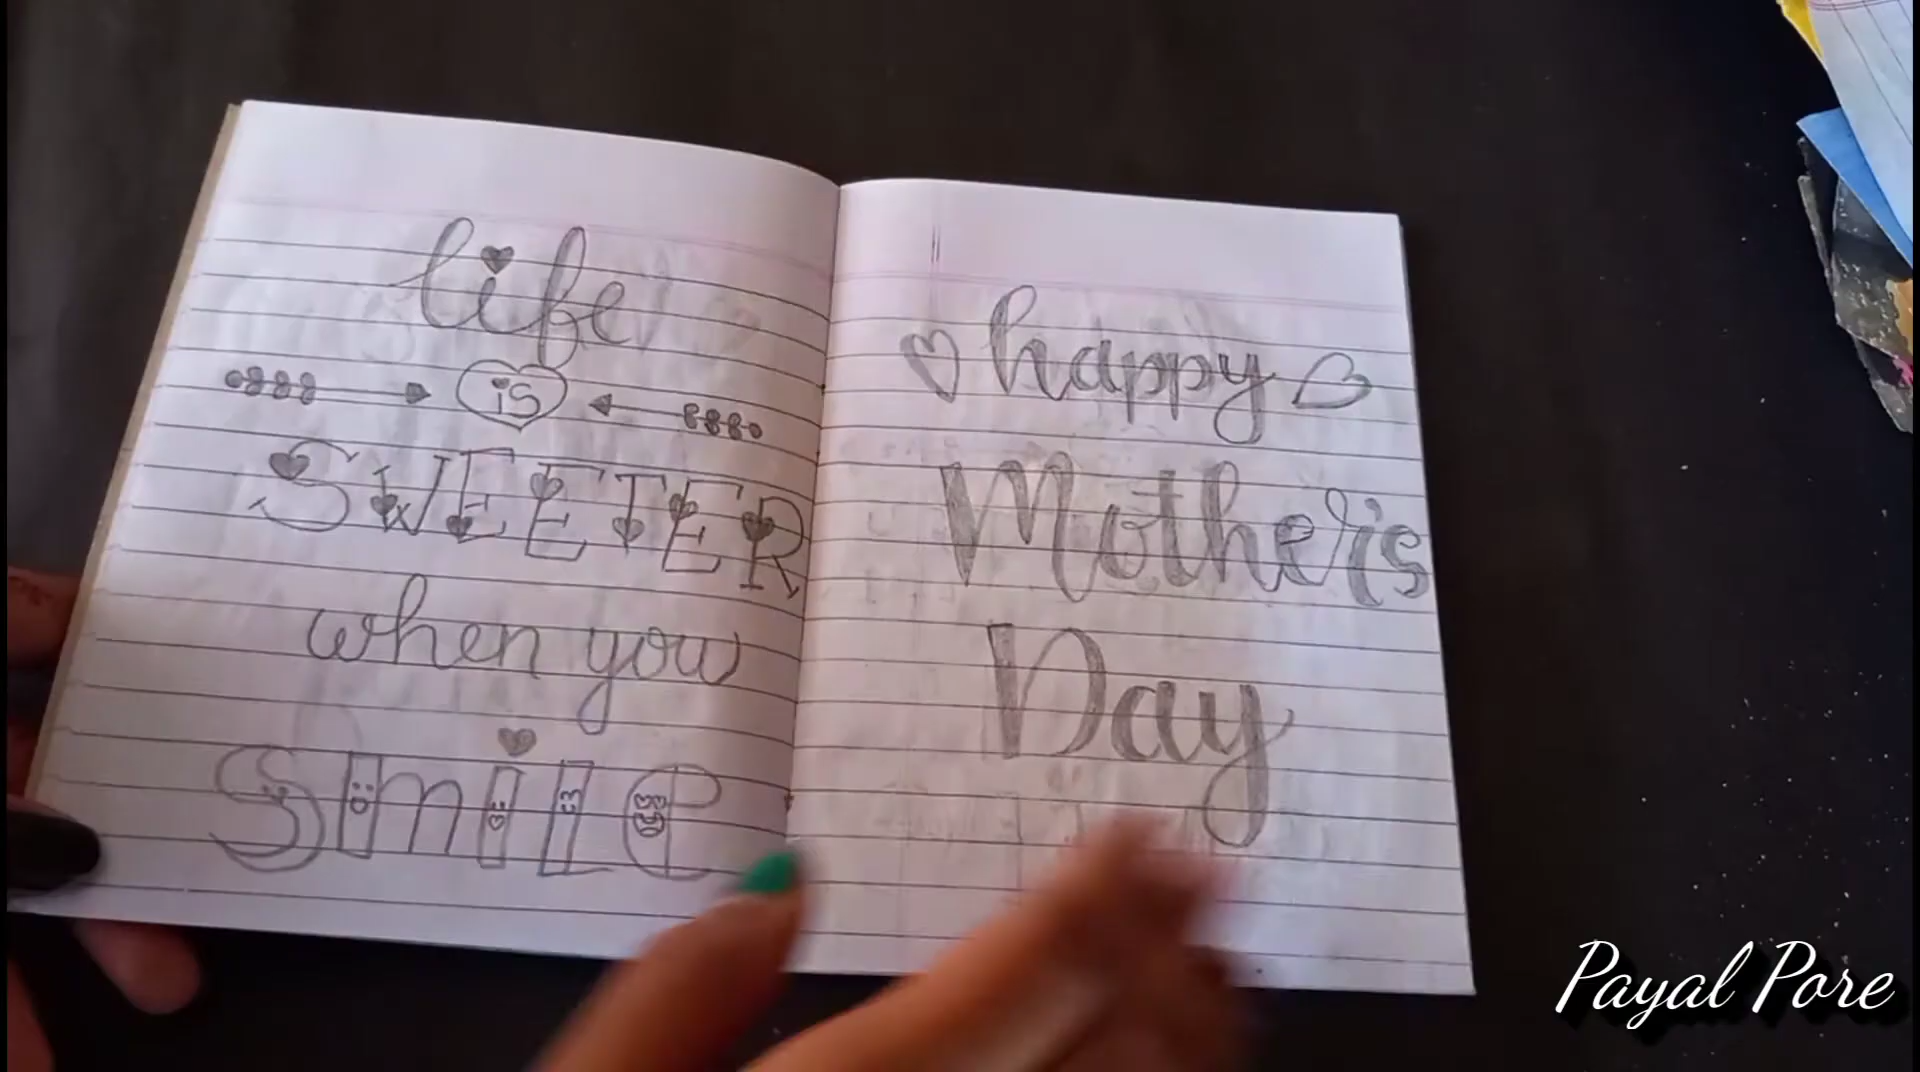 life
is
SWEETER
when you
SmiLe
happy
Mother's
Day
Payal Pore